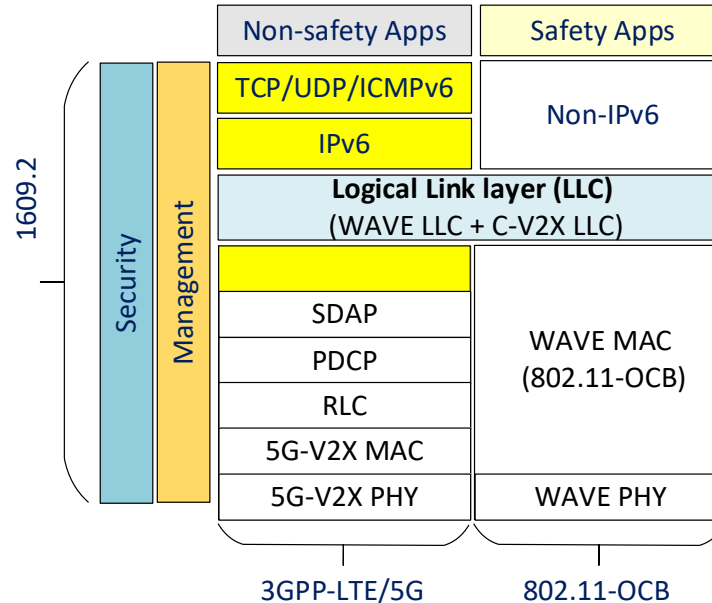 Non-safety Apps
Safety Apps
TCP/UDP/ICMPv6
Non-IPv6
IPv6
1609.2
Security
Management
Logical Link layer (LLC)
(WAVE LLC + C-V2X LLC)
SDAP
PDCP
RLC
5G-V2X MAC
5G-V2X PHY
WAVE MAC
(802.11-OCB)
WAVE PHY
3GPP-LTE/5G
802.11-OCB